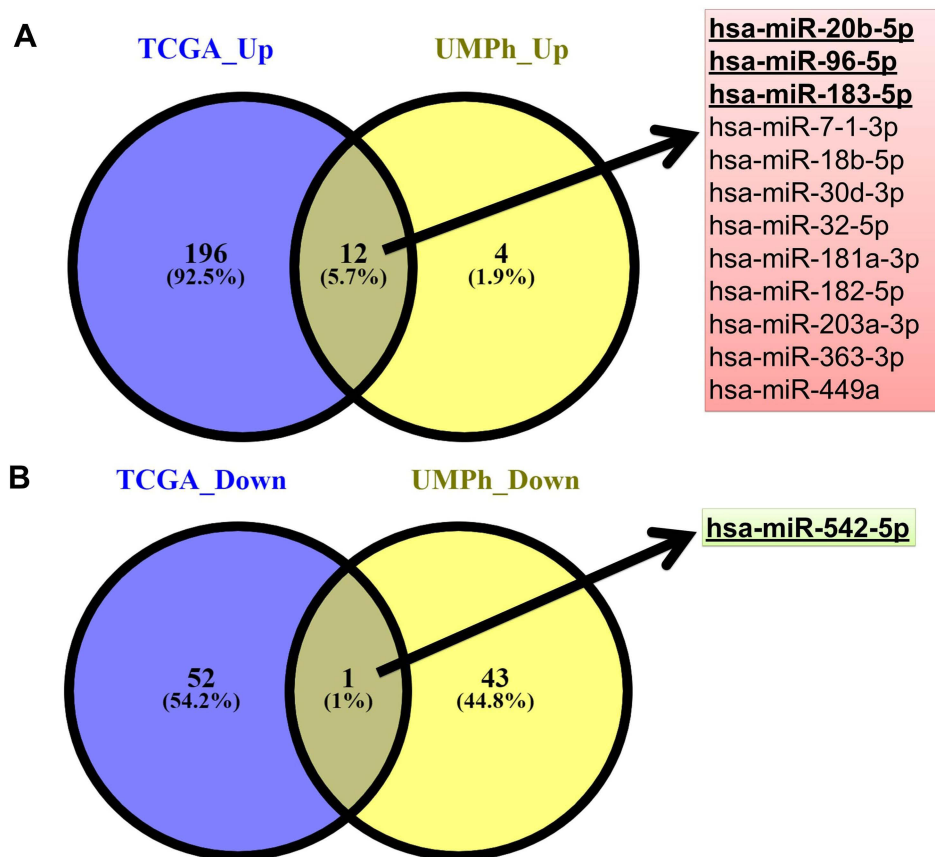 A
TCGA_Up
UMPh_Up
196
(92.5%)
12
(5.7%)
4
(1.9%)
hsa-miR-20b-5p
hsa-miR-96-5p
hsa-miR-183-5p
hsa-miR-7-1-3p
hsa-miR-18b-5p
hsa-miR-30d-3p
hsa-miR-32-5p
hsa-miR-181a-3p
hsa-miR-182-5p
hsa-miR-203a-3p
hsa-miR-363-3p
hsa-miR-449a
B
TCGA_Down
UMPh_Down
52
(54.2%)
1
(1%)
43
(44.8%)
hsa-miR-542-5p